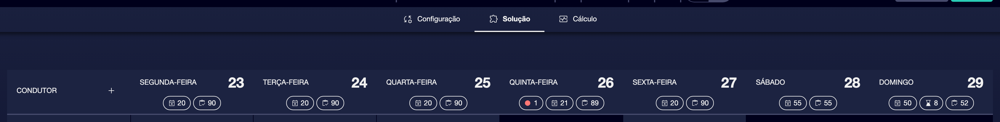 Configuração Solução Cálculo
CONDUTOR +
SEGUNDA-FEIRA 23
20 90
TERÇA-FEIRA 24
20 90
QUARTA-FEIRA 25
20 90
QUINTA-FEIRA 26
1 21 89
SEXTA-FEIRA 27
20 90
SÁBADO 28
55 55
DOMINGO 29
50 8 52